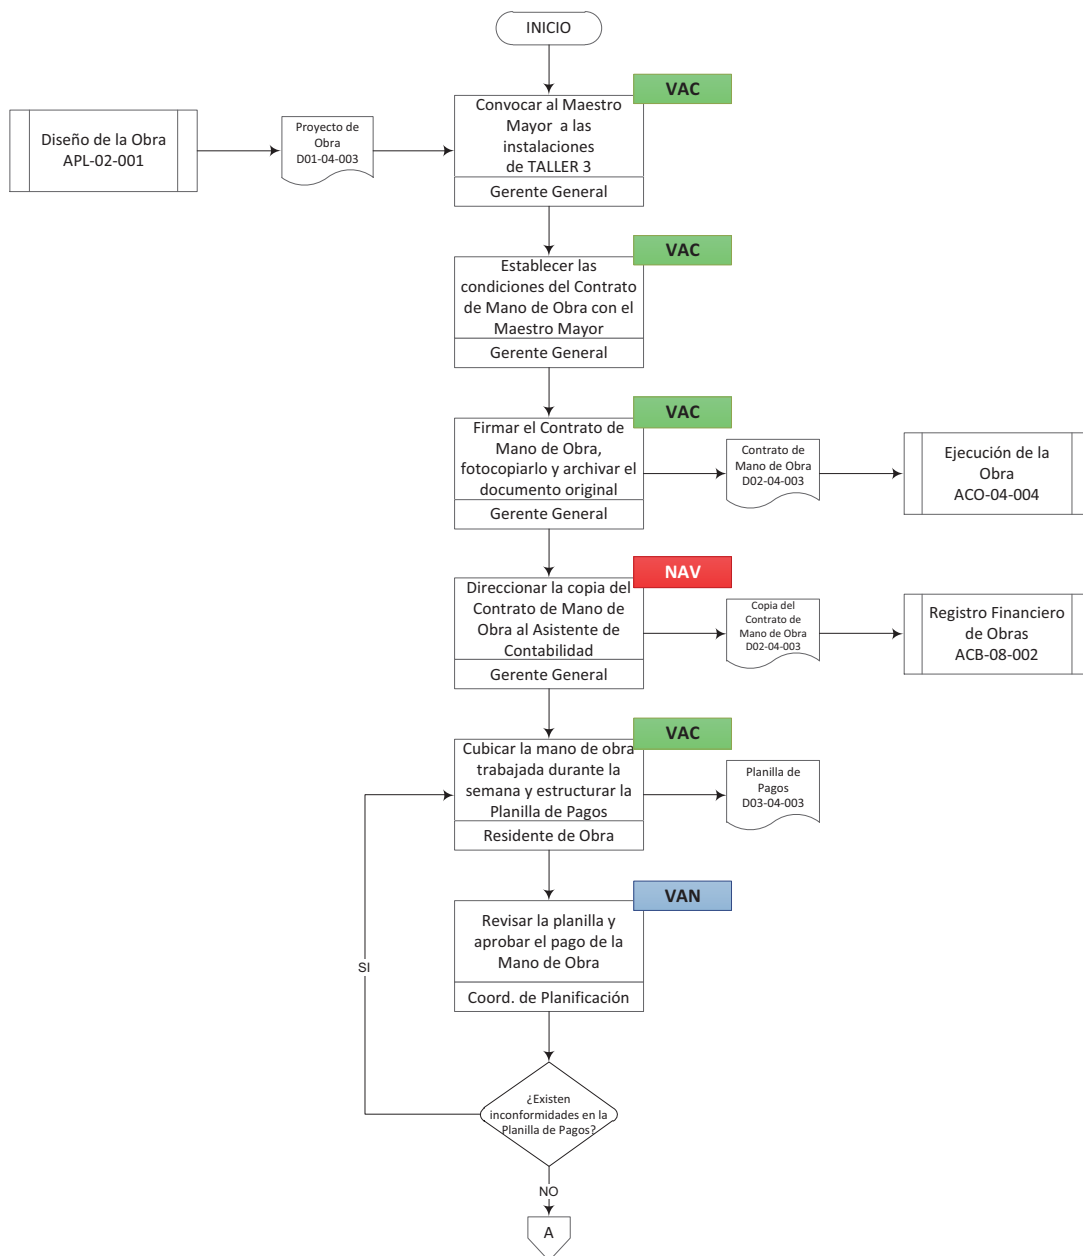 INICIO
VAC
Convocar al Maestro
Mayor a las
instalaciones
de TALLER 3
Gerente General
Diseño de la Obra
APL-02-001
Proyecto de
Obra
D01-04-003
VAC
Establecer las
condiciones del Contrato
de Mano de Obra con el
Maestro Mayor
Gerente General
VAC
Firmar el Contrato de
Mano de Obra,
fotocopiarlo y archivar el
documento original
Gerente General
Contrato de
Mano de Obra
D02-04-003
Ejecución de la
Obra
ACO-04-004
NAV
Direccionar la copia del
Contrato de Mano de
Obra al Asistente de
Contabilidad
Gerente General
Copia del
Contrato de
Mano de Obra
D02-04-003
Registro Financiero
de Obras
ACB-08-002
VAC
Cubicar la mano de obra
trabajada durante la
semana y estructurar la
Planilla de Pagos
Residente de Obra
Planilla de
Pagos
D03-04-003
VAN
Revisar la planilla y
aprobar el pago de la
Mano de Obra
Coord. de Planificación
SI
¿Existen
inconformidades en la
Planilla de Pagos?
NO
A